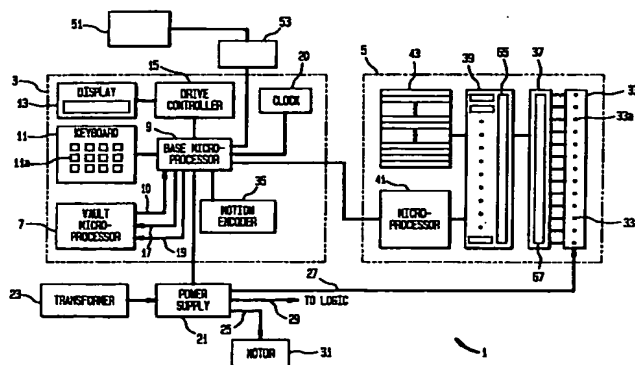 51
53
3
15
20
5
43
39
65
37
33
DISPLAY
13
DRIVE
CONTROLLER
CLOCK
33a
11
KEYBOARD
11a
9
BASE MICRO-
PROCESSOR
35
MOTION
ENCODER
41
MICRO-
PROCESSOR
10
VAULT
MICRO-
PROCESSOR
7
17
19
33
67
23
TRANSFORMER
POWER
SUPPLY
21
27
29
TO LOGIC
25
MOTOR
31
1